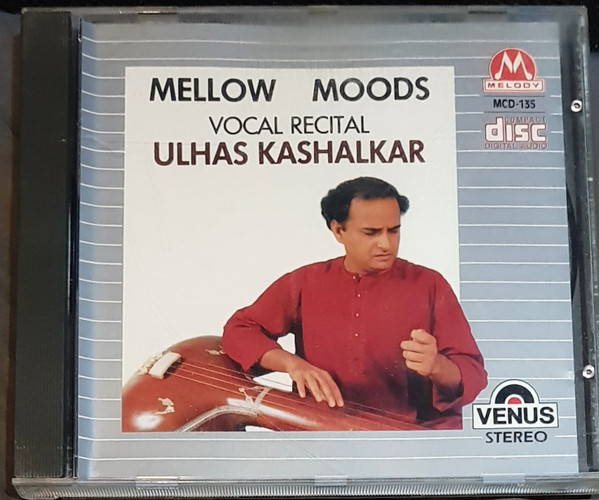 MELLOW MOODS
VOCAL RECITAL
ULHAS KASHALKAR
M
MELODY
MCD-135
COMPACT
disc
DIGITAL AUDIO
VENUS
STEREO